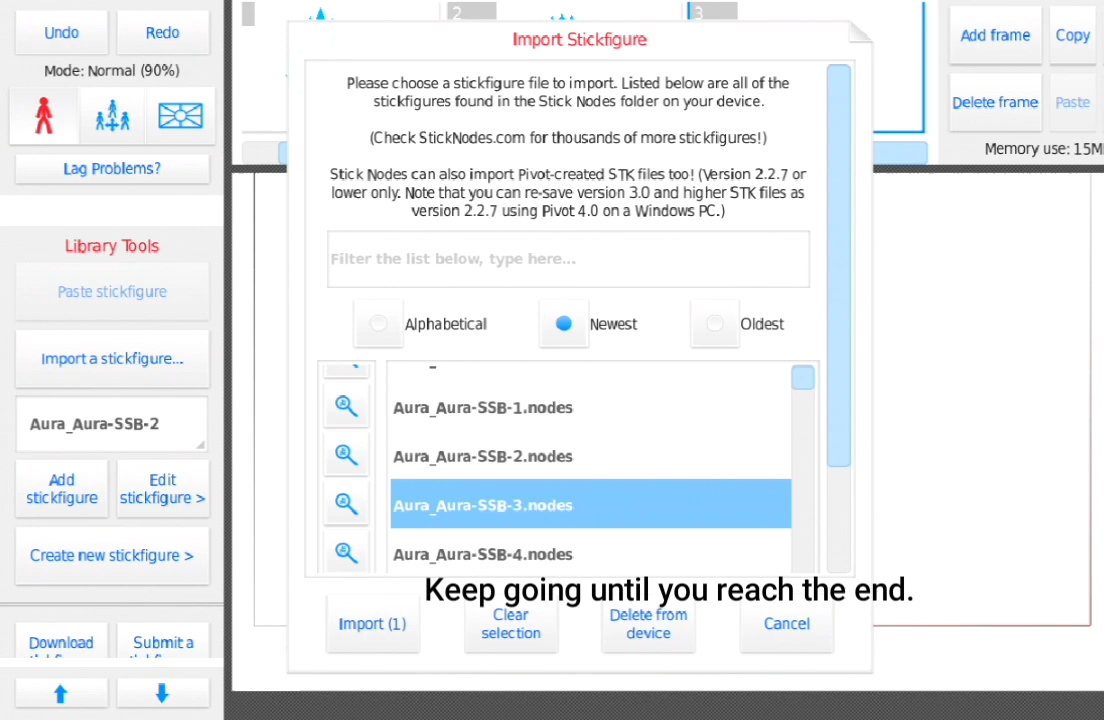 Undo
Redo
Mode: Normal (90%)
Lag Problems?
Library Tools
Paste stickfigure
Import a stickfigure...
Aura_Aura-SSB-2
Add stickfigure
Edit stickfigure >
Create new stickfigure >
Download
Submit a
2
3
Add frame
Copy
Delete frame
Paste
Memory use: 15M
Import Stickfigure
Please choose a stickfigure file to import. Listed below are all of the
stickfigures found in the Stick Nodes folder on your device.
(Check StickNodes.com for thousands of more stickfigures!)
Stick Nodes can also import Pivot-created STK files too! (Version 2.2.7 or
lower only. Note that you can re-save version 3.0 and higher STK files as
version 2.2.7 using Pivot 4.0 on a Windows PC.)
Filter the list below, type here...
Alphabetical
Newest
Oldest
Aura_Aura-SSB-1.nodes
Aura_Aura-SSB-2.nodes
Aura_Aura-SSB-3.nodes
Aura_Aura-SSB-4.nodes
Keep going until you reach the end.
Import (1)
Clear selection
Delete from device
Cancel